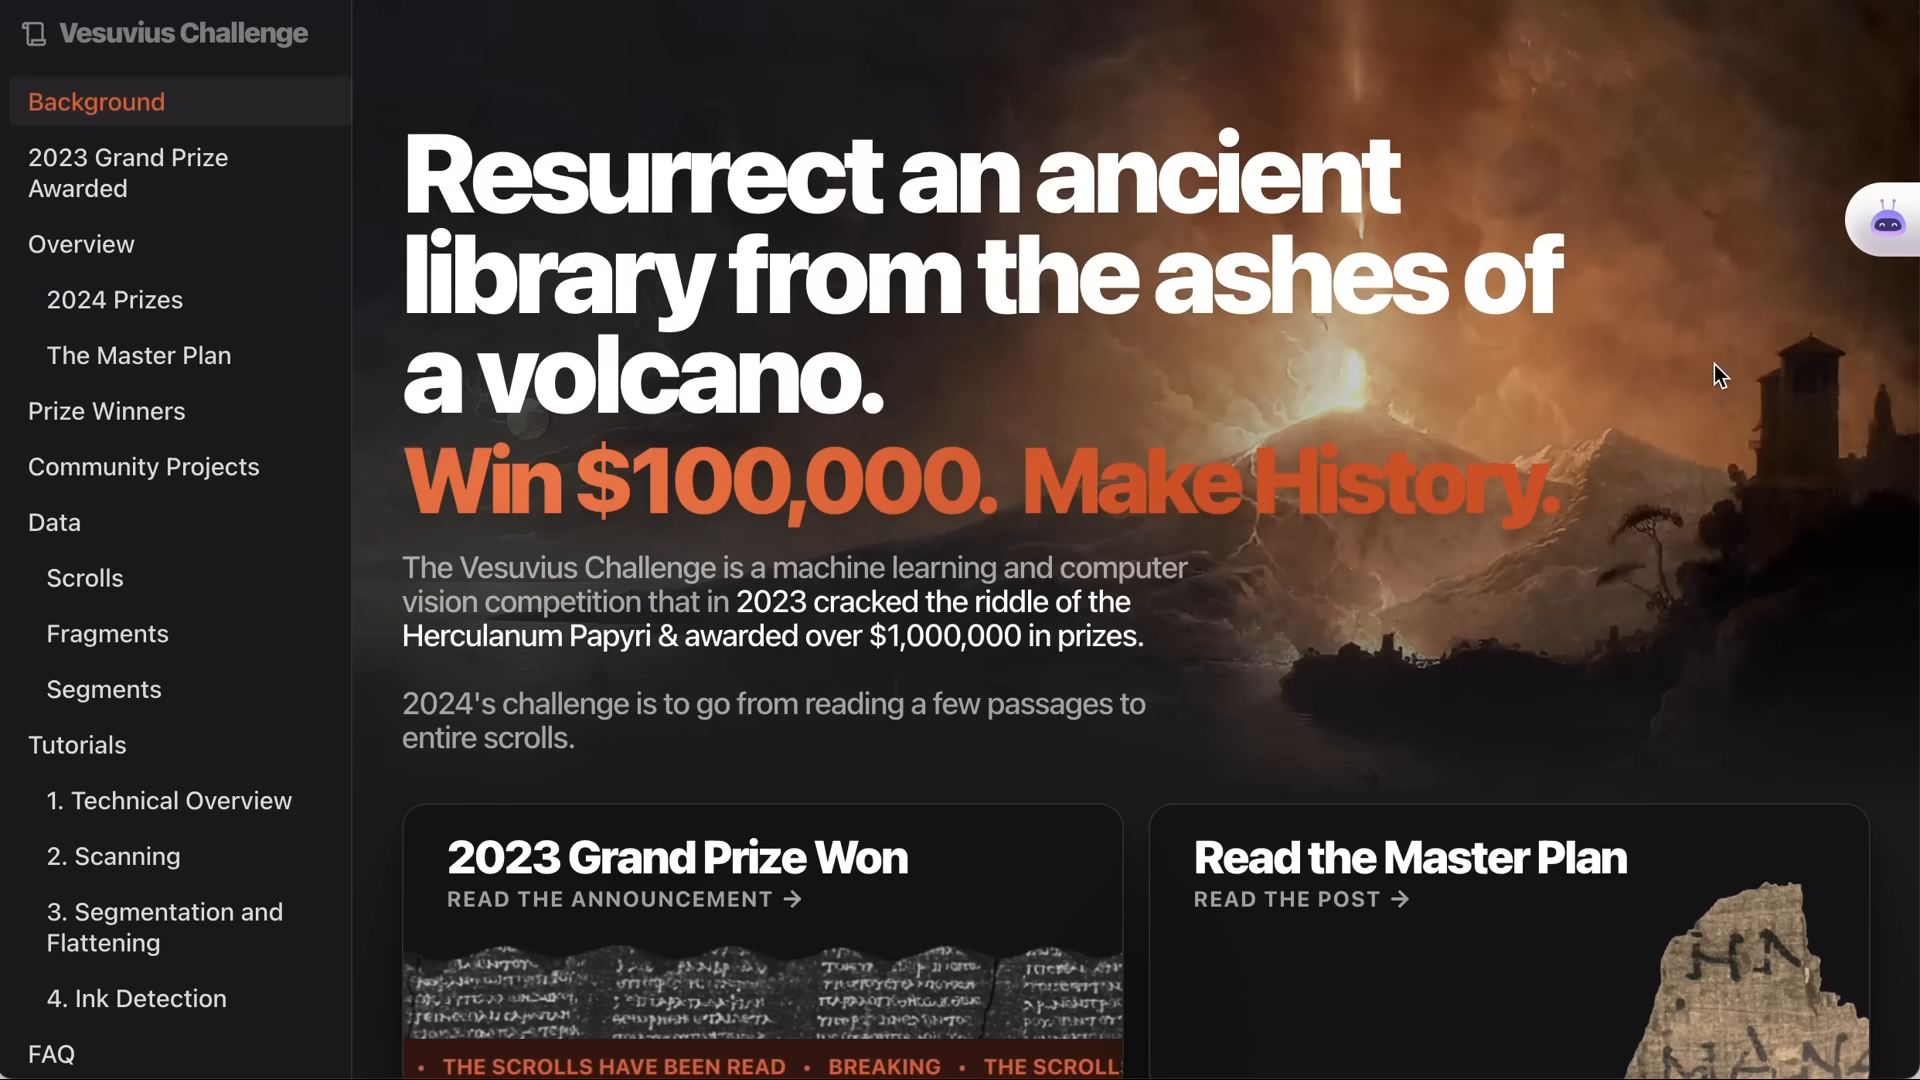 Vesuvius Challenge
Background
2023 Grand Prize
Awarded
Overview
2024 Prizes
The Master Plan
Prize Winners
Community Projects
Data
Scrolls
Fragments
Segments
Tutorials
1. Technical Overview
2. Scanning
3. Segmentation and
Flattening
4. Ink Detection
FAQ
Resurrect an ancient
library from the ashes of
a volcano.
Win $100,000. Make History.
The Vesuvius Challenge is a machine learning and computer
vision competition that in 2023 cracked the riddle of the
Herculanum Papyri & awarded over $1,000,000 in prizes.
2024's challenge is to go from reading a few passages to
entire scrolls.
2023 Grand Prize Won
READ THE ANNOUNCEMENT →
• THE SCROLLS HAVE BEEN READ • BREAKING • THE SCROLLS
Read the Master Plan
READ THE POST →